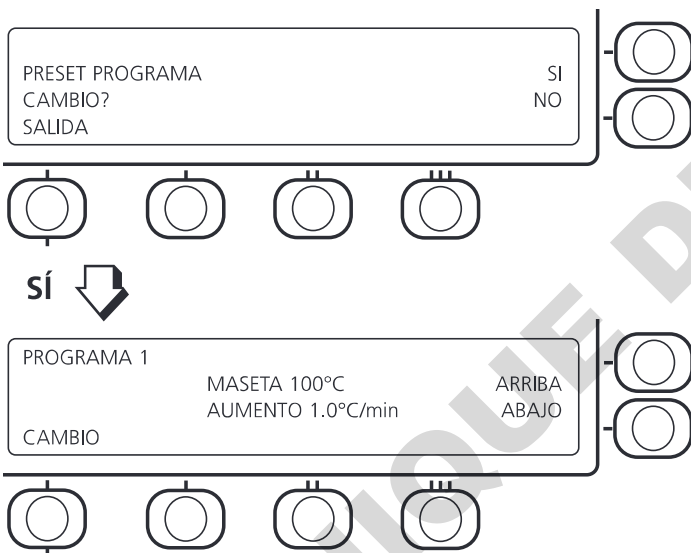 PRESET PROGRAMA SI
CAMBIO? NO
SALIDA
SÍ
PROGRAMA 1
MASETA 100°C ARRIBA
AUMENTO 1.0°C/min ABAJO
CAMBIO